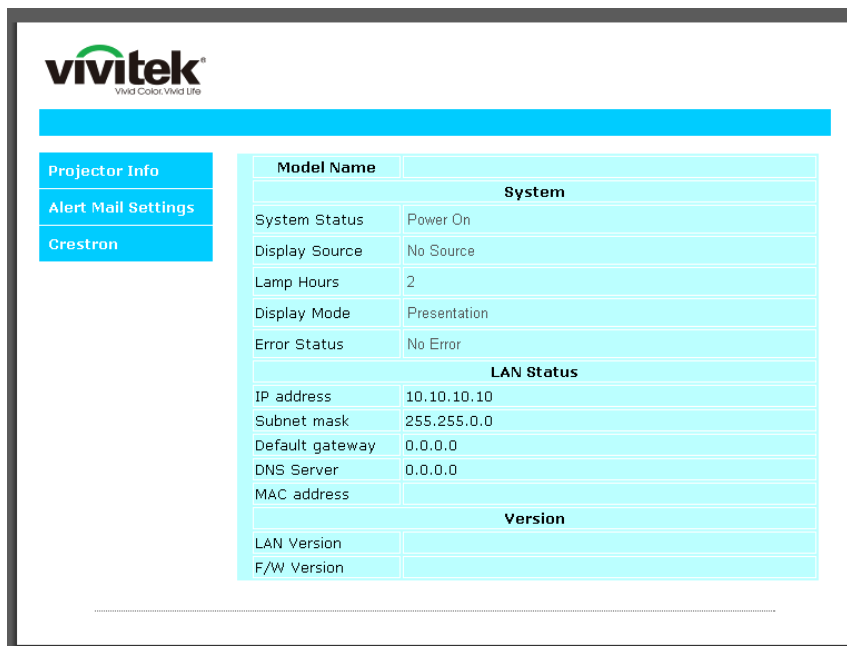 vivitek®
Vivid Color. Vivid Life
Projector Info
Alert Mail Settings
Crestron
Model Name
System
System Status Power On
Display Source No Source
Lamp Hours 2
Display Mode Presentation
Error Status No Error
LAN Status
IP address 10.10.10.10
Subnet mask 255.255.0.0
Default gateway 0.0.0.0
DNS Server 0.0.0.0
MAC address
Version
LAN Version
F/W Version